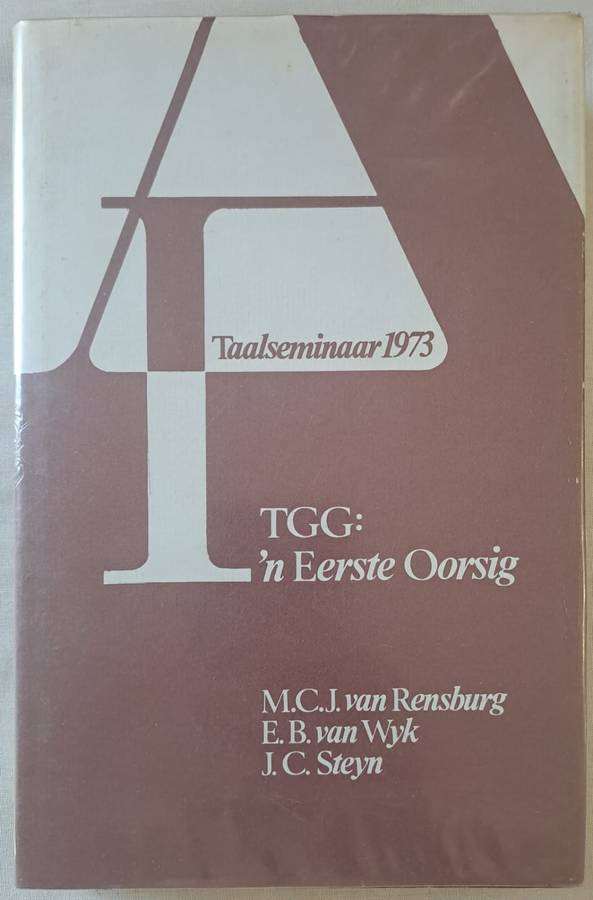 Taalseminaar 1973
TGG:
'n Eerste Oorsig
M.C.J. van Rensburg
E. B. van Wyk
J. C. Steyn